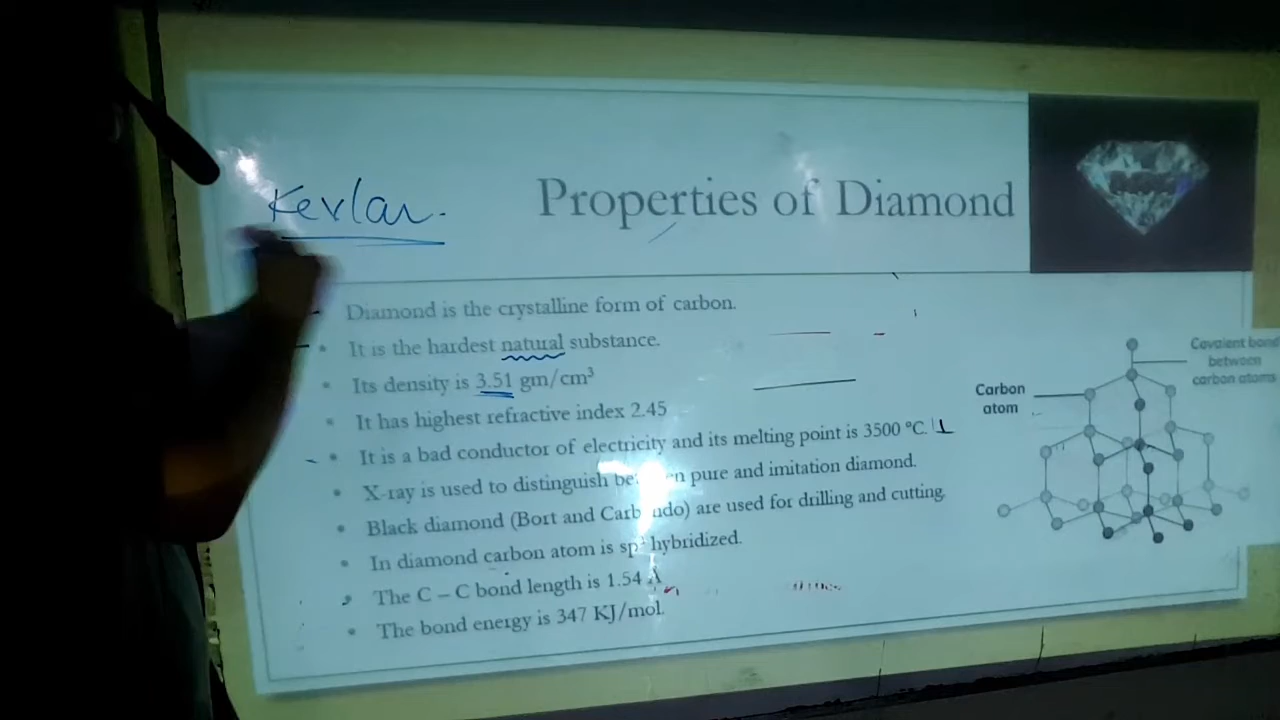 Kevlar.
Properties of Diamond
Diamond is the crystalline form of carbon.
It is the hardest natural substance.
Its density is 3.51 gm/cm³
It has highest refractive index 2.45
It is a bad conductor of electricity and its melting point is 3500 °C.
X-ray is used to distinguish pure and imitation diamond.
Black diamond (Bort and are used for drilling and cutting.
In diamond carbon atom is sp³ hybridized.
The C – C bond length is 1.54 Å
The bond energy is 347 KJ/mol.
Covalent bond
between
carbon atoms
Carbon
atom